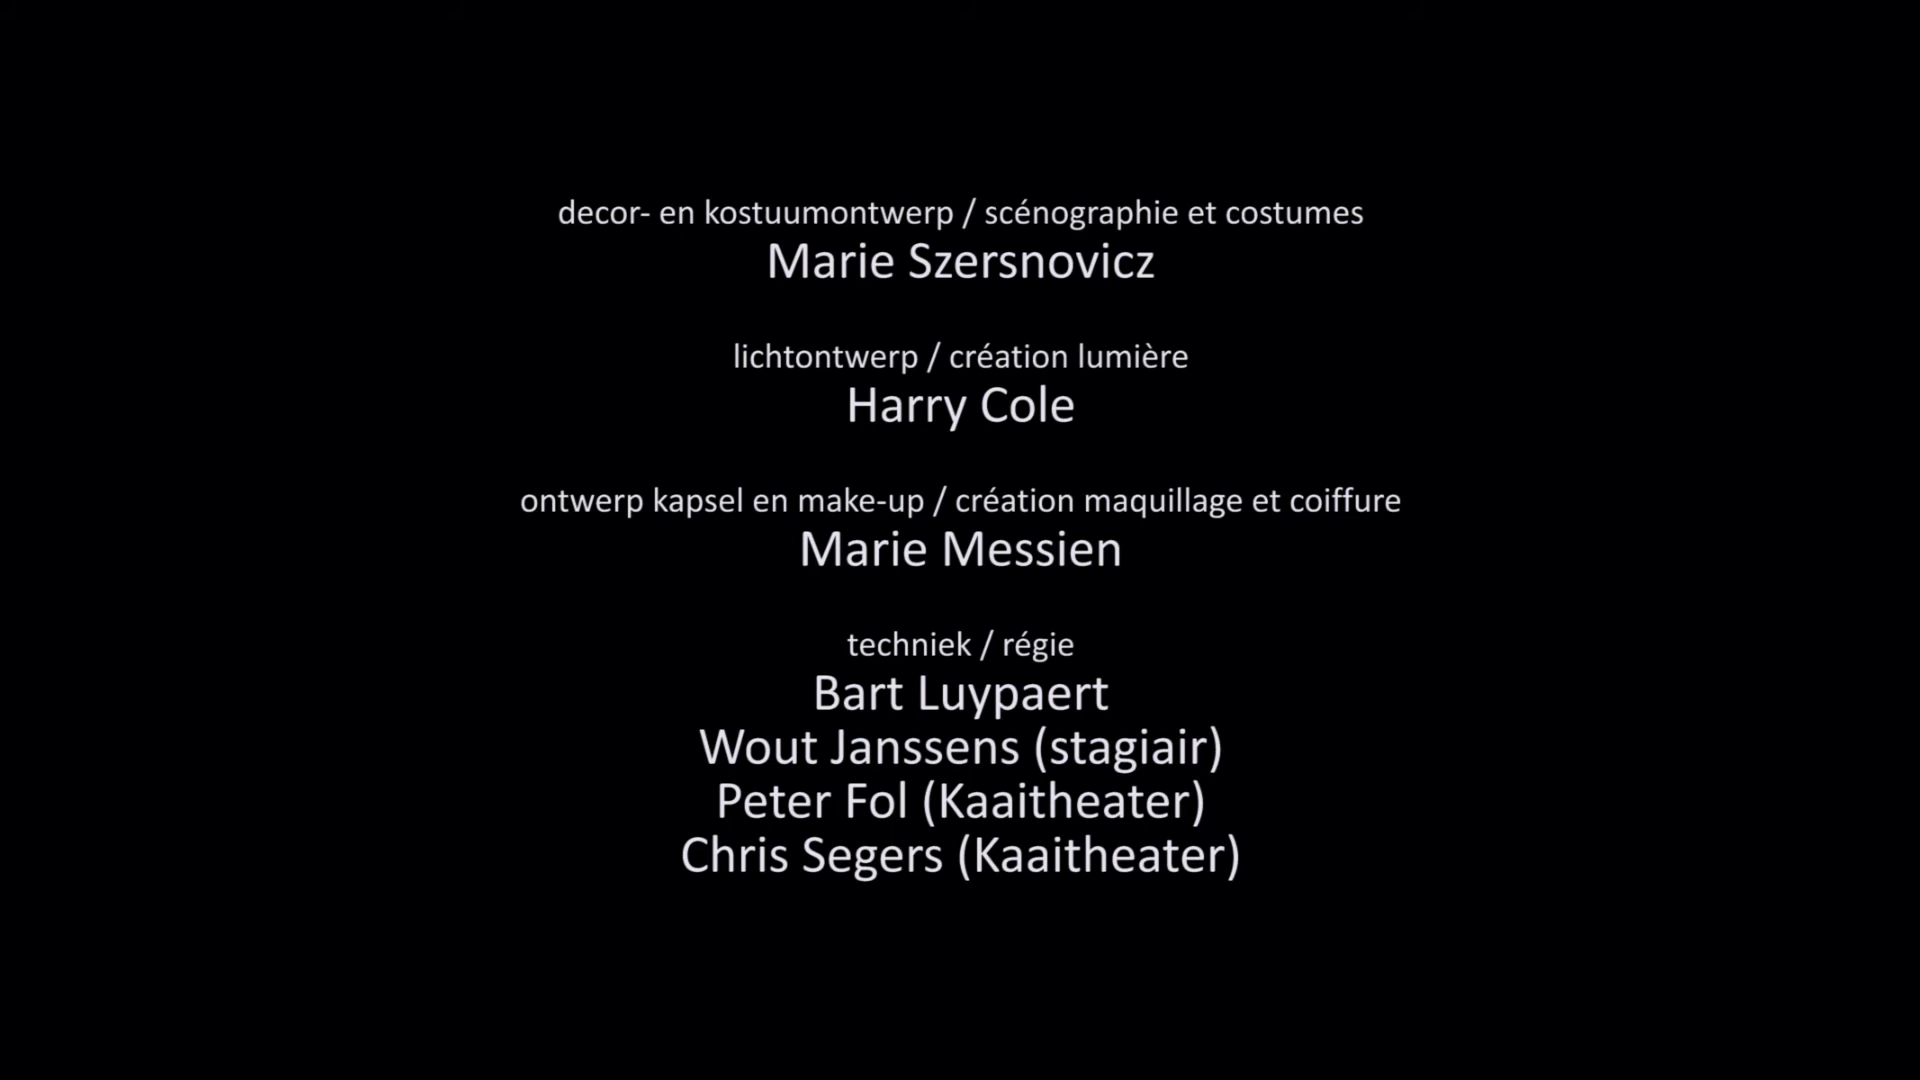 decor- en kostuumontwerp / scénographie et costumes
Marie Szersnovicz
lichtontwerp / création lumière
Harry Cole
ontwerp kapsel en make-up / création maquillage et coiffure
Marie Messien
techniek / régie
Bart Luypaert
Wout Janssens (stagiair)
Peter Fol (Kaaitheater)
Chris Segers (Kaaitheater)